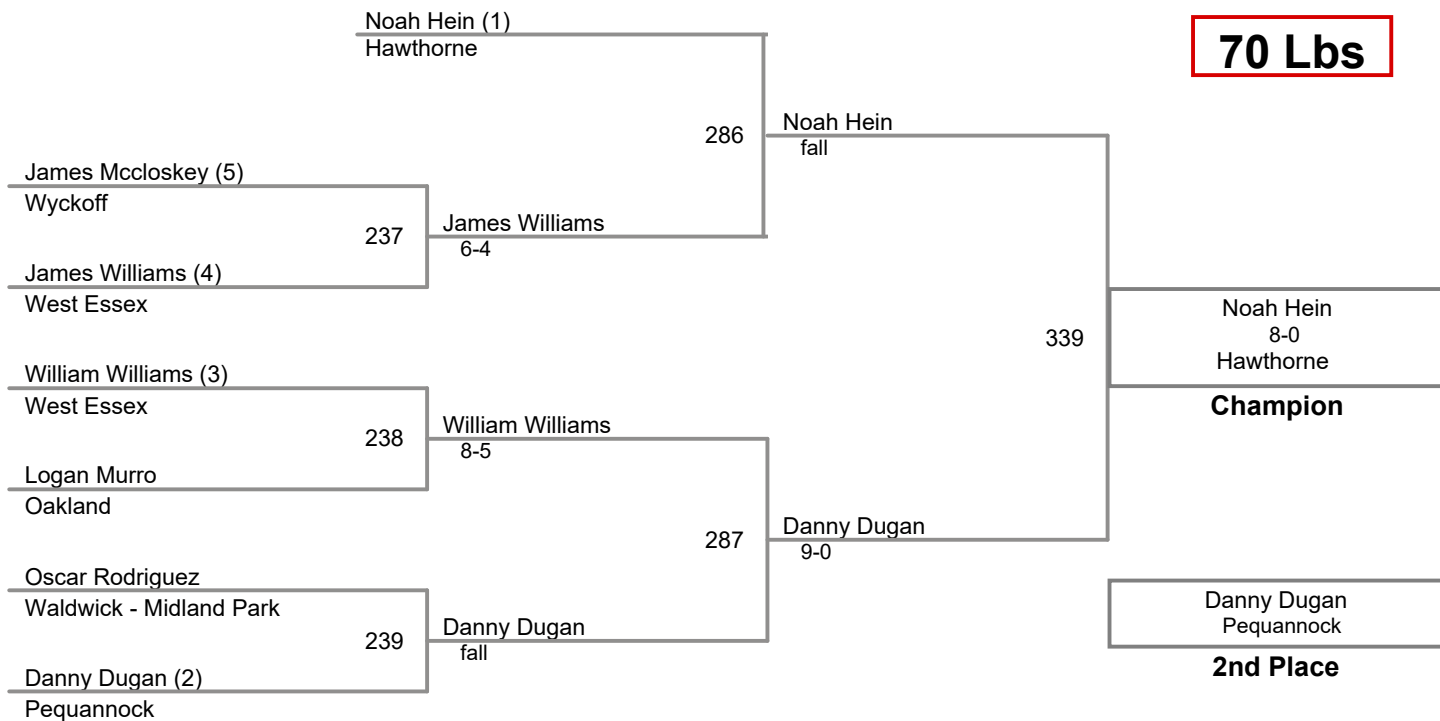 Noah Hein (1)
Hawthorne
70 Lbs
286
Noah Hein
fall
James Mccloskey (5)
Wyckoff
237
James Williams
6-4
James Williams (4)
West Essex
339
Noah Hein
8-0
Hawthorne
Champion
William Williams (3)
West Essex
238
William Williams
8-5
Logan Murro
Oakland
287
Danny Dugan
9-0
Oscar Rodriguez
Waldwick - Midland Park
239
Danny Dugan
fall
Danny Dugan (2)
Pequannock
Danny Dugan
Pequannock
2nd Place